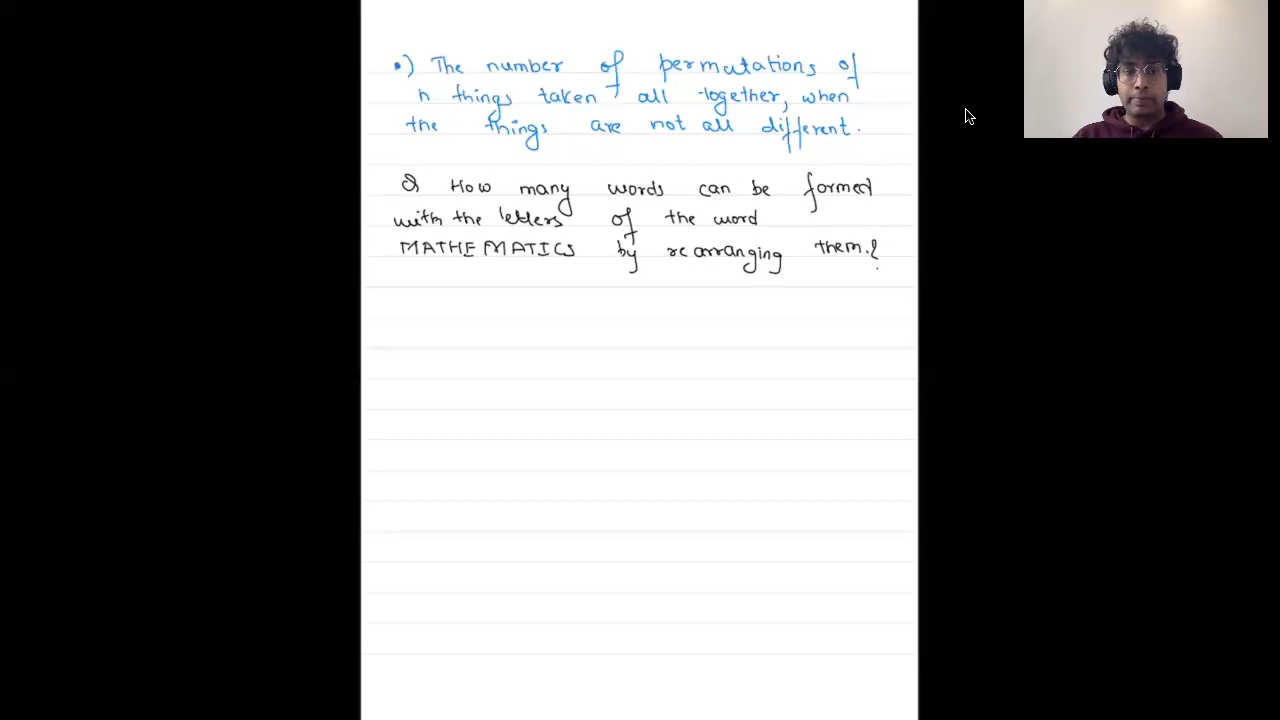 •) The number of permutations of
n things taken all together, when
the things are not all different.
Q How many words can be formed
with the letters of the word
MATHEMATICS by rearranging them.?